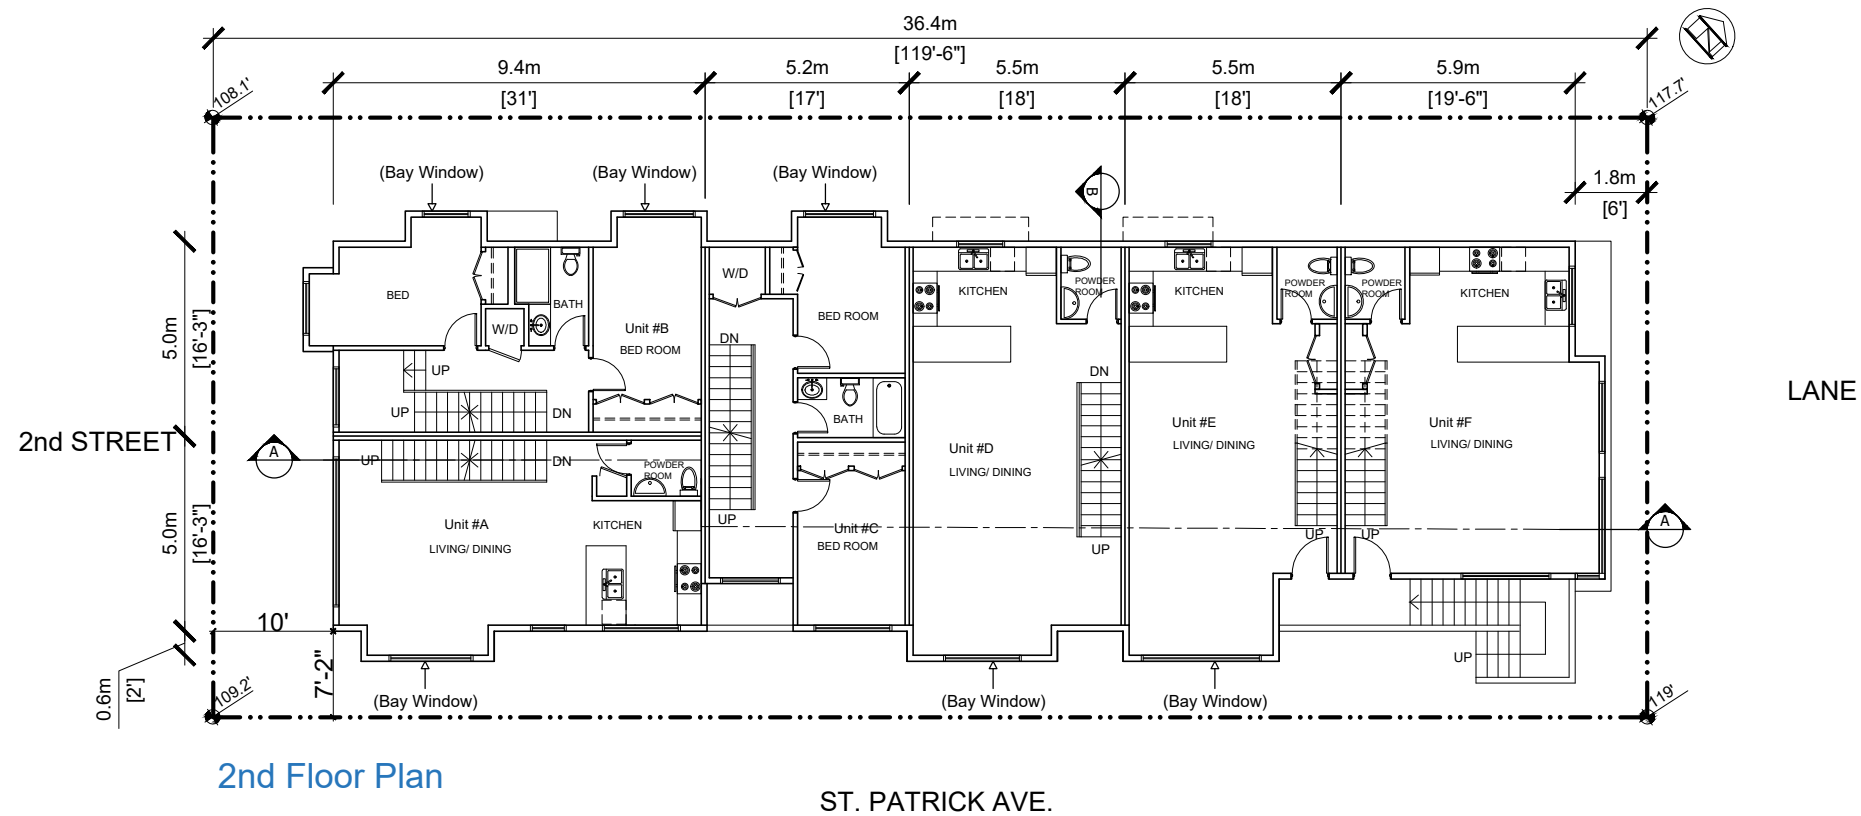 36.4m
[119'-6"]
9.4m
[31']
5.2m
[17']
5.5m
[18']
5.5m
[18']
5.9m
[19'-6"]
108.1'
117.7'
(Bay Window)
(Bay Window)
(Bay Window)
B
1.8m
[6']
BED
BATH
W/D
Unit #B
BED ROOM
W/D
BED ROOM
KITCHEN
POWDER
ROOM
KITCHEN
POWDER
ROOM
POWDER
ROOM
KITCHEN
5.0m
[16'-3"]
UP
UP
DN
DN
BATH
DN
Unit #D
LIVING/ DINING
Unit #E
LIVING/ DINING
Unit #F
LIVING/ DINING
LANE
2nd STREET
A
UP
DN
POWDER
ROOM
5.0m
[16'-3"]
Unit #A
LIVING/ DINING
KITCHEN
UP
Unit #C
BED ROOM
UP
UP
UP
A
10'
7'-2"
0.6m
[2']
109.2'
UP
119'
(Bay Window)
(Bay Window)
(Bay Window)
2nd Floor Plan
ST. PATRICK AVE.